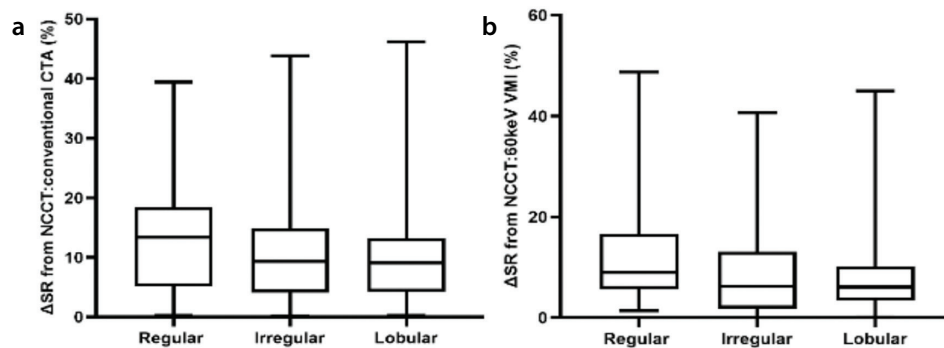 a
ΔSR from NCCT:conventional CTA (%)
50
40
30
20
10
0
Regular Irregular Lobular
b
ΔSR from NCCT:60keV VMI (%)
60
40
20
0
Regular Irregular Lobular